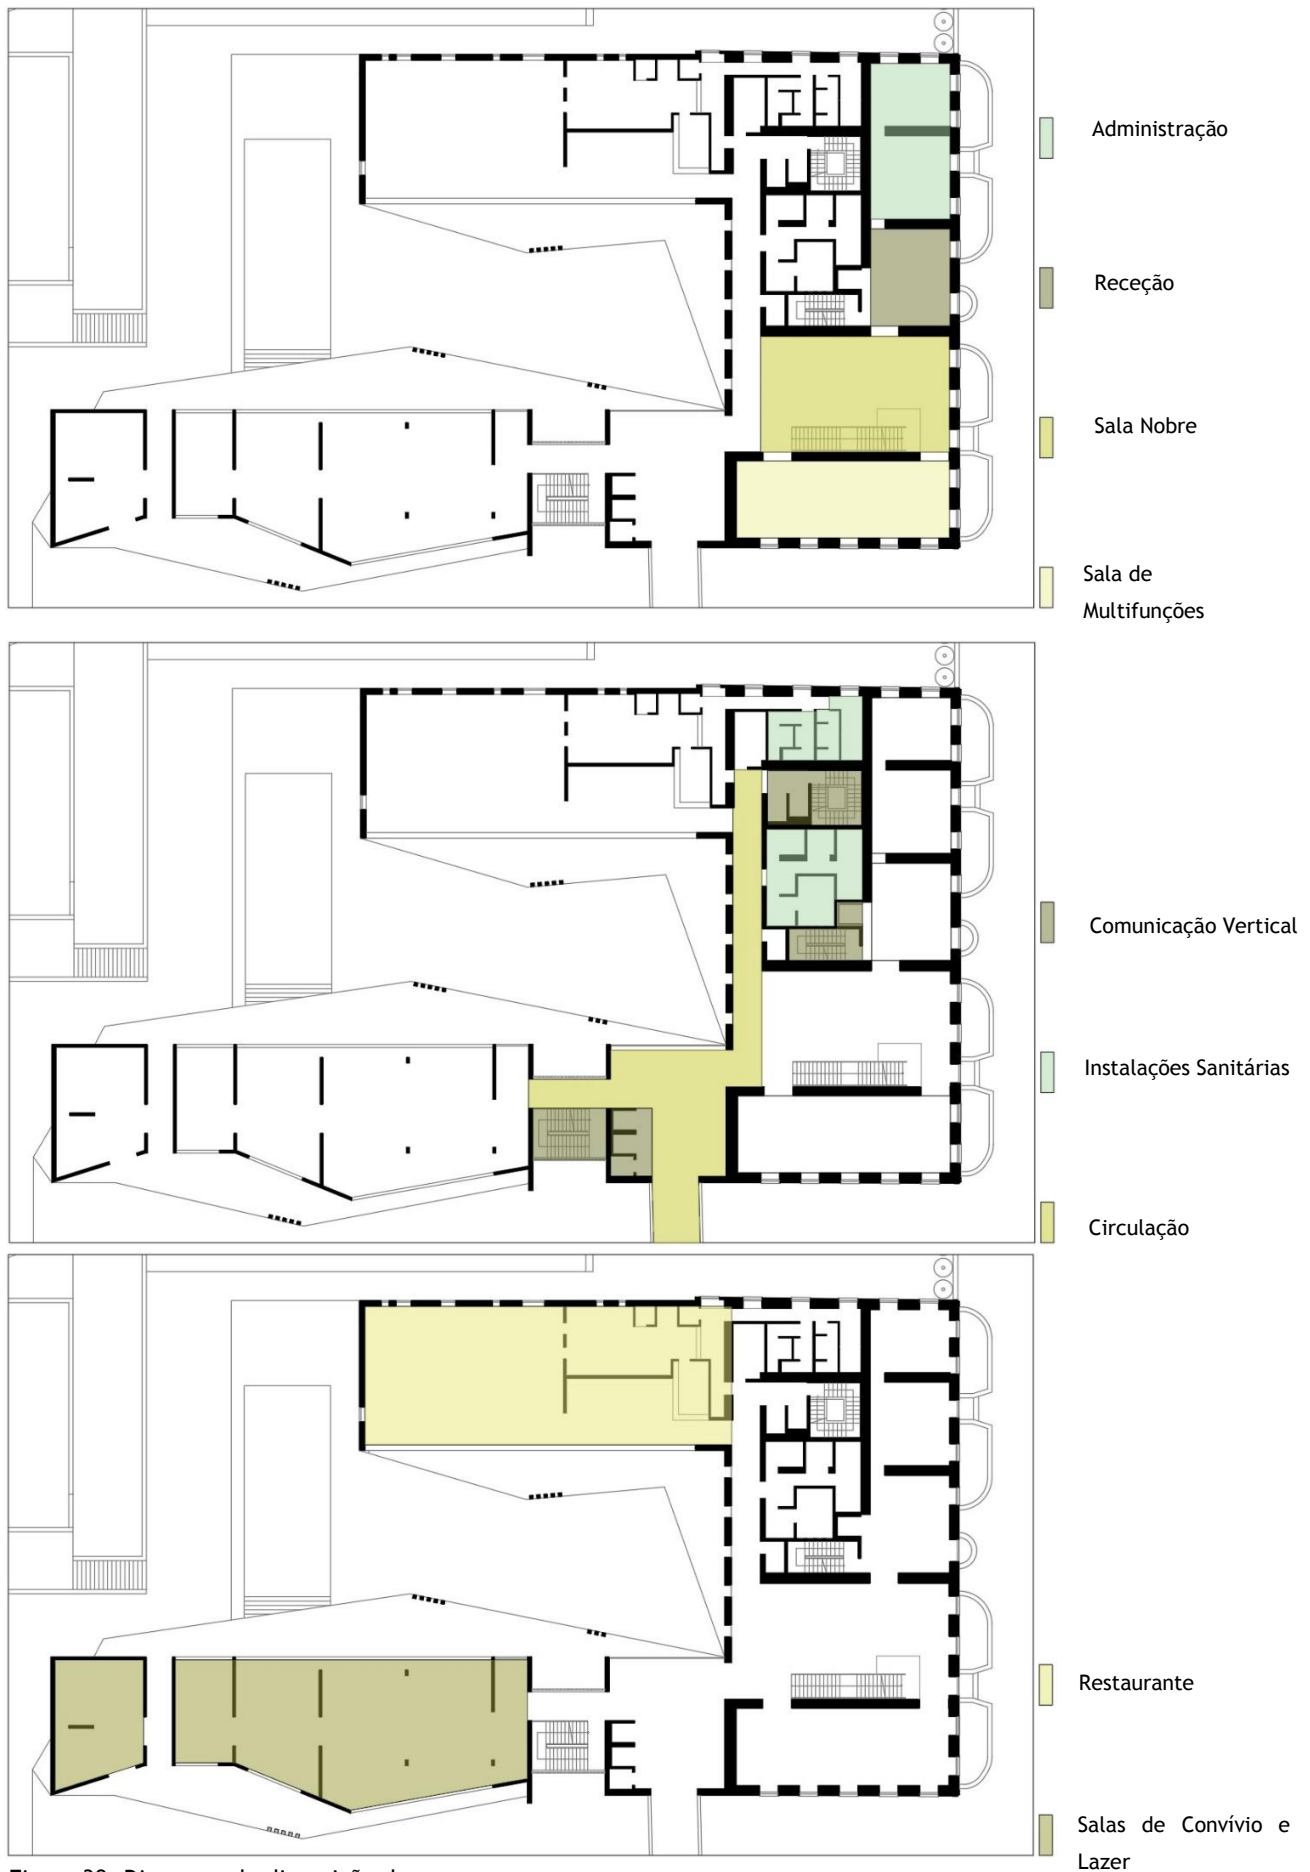 Administração
Receção
Sala Nobre
Sala de
Multifunções
Comunicação Vertical
Instalações Sanitárias
Circulação
Restaurante
Salas de Convívio e
Lazer